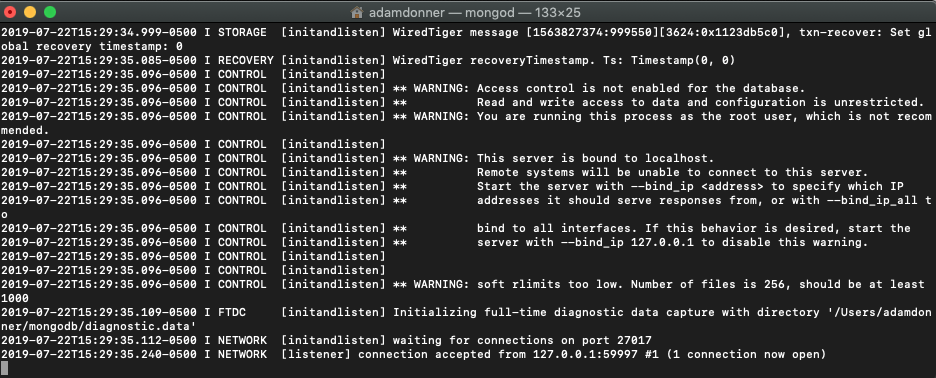 adamdonner — mongod — 133×25
2019-07-22T15:29:34.999-0500 I STORAGE  [initandlisten] WiredTiger message [1563827374:999550][3624:0x1123db5c0], txn-recover: Set gl
obal recovery timestamp: 0
2019-07-22T15:29:35.085-0500 I RECOVERY [initandlisten] WiredTiger recoveryTimestamp. Ts: Timestamp(0, 0)
2019-07-22T15:29:35.096-0500 I CONTROL  [initandlisten]
2019-07-22T15:29:35.096-0500 I CONTROL  [initandlisten] ** WARNING: Access control is not enabled for the database.
2019-07-22T15:29:35.096-0500 I CONTROL  [initandlisten] **          Read and write access to data and configuration is unrestricted.
2019-07-22T15:29:35.096-0500 I CONTROL  [initandlisten] ** WARNING: You are running this process as the root user, which is not recom
mended.
2019-07-22T15:29:35.096-0500 I CONTROL  [initandlisten]
2019-07-22T15:29:35.096-0500 I CONTROL  [initandlisten] ** WARNING: This server is bound to localhost.
2019-07-22T15:29:35.096-0500 I CONTROL  [initandlisten] **          Remote systems will be unable to connect to this server.
2019-07-22T15:29:35.096-0500 I CONTROL  [initandlisten] **          Start the server with --bind_ip <address> to specify which IP
2019-07-22T15:29:35.096-0500 I CONTROL  [initandlisten] **          addresses it should serve responses from, or with --bind_ip_all t
o
2019-07-22T15:29:35.096-0500 I CONTROL  [initandlisten] **          bind to all interfaces. If this behavior is desired, start the
2019-07-22T15:29:35.096-0500 I CONTROL  [initandlisten] **          server with --bind_ip 127.0.0.1 to disable this warning.
2019-07-22T15:29:35.096-0500 I CONTROL  [initandlisten]
2019-07-22T15:29:35.096-0500 I CONTROL  [initandlisten]
2019-07-22T15:29:35.096-0500 I CONTROL  [initandlisten] ** WARNING: soft rlimits too low. Number of files is 256, should be at least
1000
2019-07-22T15:29:35.109-0500 I FTDC     [initandlisten] Initializing full-time diagnostic data capture with directory '/Users/adamdon
ner/mongodb/diagnostic.data'
2019-07-22T15:29:35.112-0500 I NETWORK  [initandlisten] waiting for connections on port 27017
2019-07-22T15:29:35.240-0500 I NETWORK  [listener] connection accepted from 127.0.0.1:59997 #1 (1 connection now open)